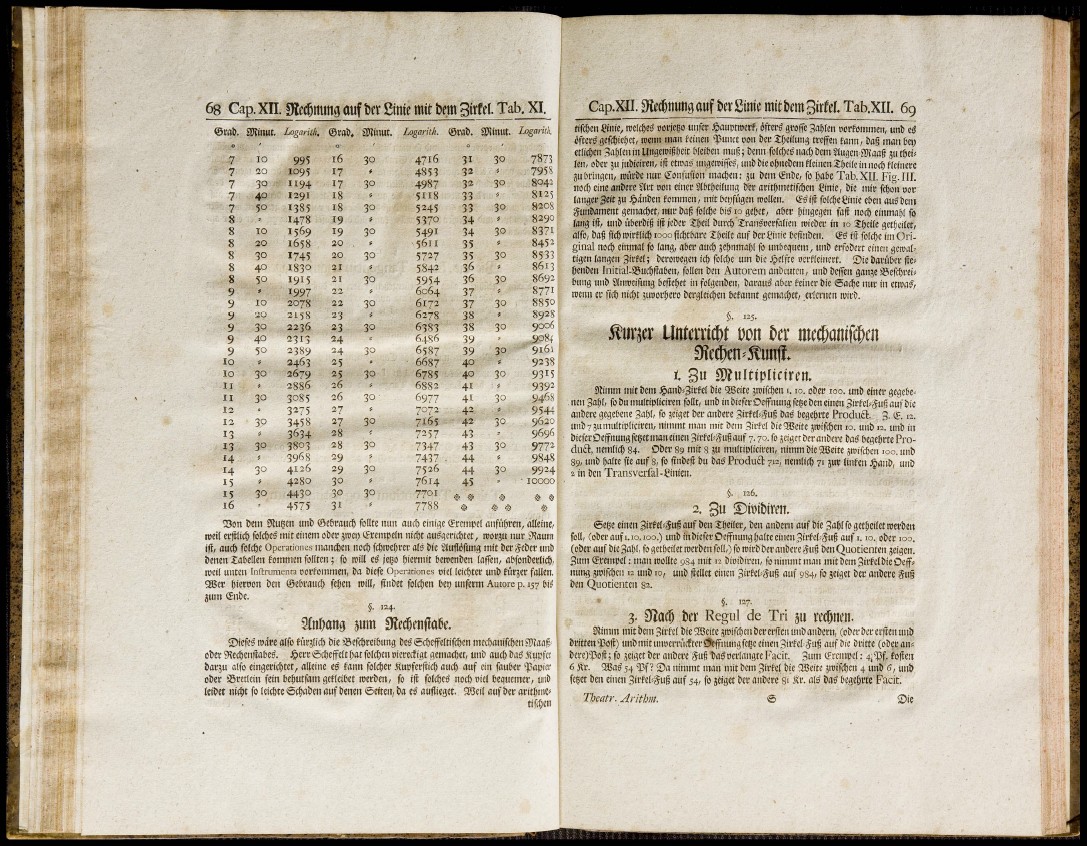 68 Cap. XII. Rechnung auf der Linie mit dem Zirkel. Tab. XI.
Grad. Minut. Logarith. Grad. Minut. Logarith. Grad. Minut. Logarith.
o ' o ' o '
7 10 995 16 30 4716 31 30 7873
7 20 1095 17 = 4853 32 = 7958
7 30 1194 17 30 4987 32 30 8042
7 40 1291 18 = 5118 33 = 8125
7 50 1385 18 30 5245 33 30 8208
8 = 1478 19 = 5370 34 = 8290
8 10 1569 19 30 5491 34 30 8371
8 20 1658 20 = 5611 35 = 8452
8 30 1745 20 30 5727 35 30 8533
8 40 1830 21 = 5842 36 = 8613
8 50 1915 21 30 5954 36 30 8692
9 = 1997 22 = 6064 37 = 8771
9 10 2078 22 30 6172 37 30 8850
9 20 2158 23 = 6278 38 = 8928
9 30 2236 23 30 6383 38 30 9006
9 40 2313 24 = 6486 39 = 9084
9 50 2389 24 30 6587 39 30 9161
10 = 2463 25 = 6687 40 = 9238
10 30 2679 25 30 6785 40 30 9315
11 = 2886 26 = 6882 41 = 9392
11 30 3085 26 30 6977 41 30 9468
12 = 3275 27 = 7072 42 = 9544
12 30 3458 27 30 7165 42 30 9620
13 = 3634 28 = 7257 43 = 9696
13 30 3803 28 30 7347 43 30 9772
14 = 3968 29 = 7437 44 = 9848
14 30 4126 29 30 7526 44 30 9924
15 = 4280 30 = 7614 45 = 10000
15 30 4430 30 30 7701
16 = 4575 31 = 7788
Von dem Nutzen und Gebrauch sollte nun auch einige Exempel anführen, alleine,
weil erstlich solches mit einem oder zwey Exempeln nicht ausgerichtet, worzu nur Raum
ist, auch solche Operationes manchen noch schwehrer als die Auflösung mit der Feder und
denen Tabellen kommen sollten; so will es jetzo hiermit bewenden lassen, absonderlich,
weil unten Instrumenta vorkommen, da diese Operationes viel leichter und kürzer fallen.
Wer hiervon den Gebrauch sehen will, findet solchen bey unserm Autore p. 157 bis
zum Ende.
§. 124.
Anhang zum Rechenstabe.
Dieses wäre also kürzlich die Beschreibung des Scheffeltischen mechanischen Maaß-
oder Rechenstabes. Herr Scheffelt hat solchen viereckigt gemachet, und auch das Kupfer
darzu also eingerichtet, alleine es kann solcher Kupferstich auch auf ein sauber Papier
oder Bretlein fein behutsam gekleibet werden, so ist solches noch viel bequemer, und
leidet nicht so leichte Schaden auf denen Seiten, da es auflieget. Weil auf der arithme-
tischen
Cap. XII. Rechnung auf der Linie mit dem Zirkel. Tab. XII. 69
tischen Linie, welches vorjetzo unser Hauptwerk, öfters grosse Zahlen vorkommen, und es
öfters geschiehet, wenn man keinen Punct von der Theilung treffen kann, daß man bey
etlichen Zahlen in Ungewißheit bleiben muß; denn solches nach dem Augen-Maaß zu thei-
len, oder zu judiciren, ist etwas ungewisses, und die ohnedem kleinen Theile in noch kleinere
zu bringen, würde nur Confusion machen: zu dem Ende, so habe Tab. XII. Fig. III.
noch eine andere Art von einer Abtheilung der arithmetischen Linie, die mir schon vor
langer Zeit zu Händen kommen, mit beyfügen wollen. Es ist solche Linie eben aus dem
Fundament gemachet, nur daß solche bis 10 gehet, aber hingegen fast noch einmahl so
lang ist, und überdiß ist jeder Theil durch Transversalien wieder in 10 Theile getheilet,
also, daß sich würklich 1000 sichtbare Theile auf der Linie befinden. Es ist solche im Ori-
ginal noch einmal so lang, aber auch zehnmahl so unbequem, und erfodert einen gewal-
tigen langen Zirkel; derowegen ich solche um die Helfte verkleinert. Die darüber ste-
henden Initial-Buchstaben, sollen den Autorem andeuten, und dessen ganze Beschrei-
bung und Anweisung bestehet in folgenden, daraus aber keiner die Sache nur in etwas,
wenn er sich nicht zuvorhero dergleichen bekannt gemachet, erlernen wird.
§. 125.
Kurzer Unterricht von der mechanischen
Rechen-Kunst.
1. Zu Multipliciren.
Nimm mit dem Hand-Zirkel die Weite zwischen 1. 10. oder 100. und einer gegebe-
nen Zahl, so du multipliciren sollt, und in dieser Oeffnung setze den einen Zirkel-Fuß auf die
andere gegebene Zahl, so zeiget der andere Zirkel-Fuß das begehrte Product. Z. E. 12.
und 7 zu multipliciren, nimmt man mit dem Zirkel die Weite zwischen 10. und 12. und in
dieser Oeffnung setzet man einen Zirkel-Fuß auf 7. 70. so zeiget der andere das begehrte Pro-
duct, nemlich 84. Oder 89 mit 8 zu multipliciren, nimm die Weite zwischen 100. und
89, und halte sie auf 8, so findest du das Product 712, nemlich 71 zur linken Hand, und
2 in den Transversal-Linien.
§. 126.
2. Zu Dividiren.
Setze einen Zirkel-Fuß auf den Theiler, den andern auf die Zahl so getheilet werden
soll, (oder auf 1. 10. 100.) und in dieser Oeffnung halte einen Zirkel-Fuß auf 1. 10. oder 100.
(oder auf die Zahl, so getheilet werden soll,) so wird der andere Fuß den Quotienten zeigen.
Zum Exempel: man wollte 984 mit 12 dividiren, so nimmt man mit dem Zirkel die Oeff-
nung zwischen 12 und 10, und stellet einen Zirkel-Fuß auf 984, so zeiget der andere Fuß
den Quotienten 82.
§. 127.
3. Nach der Regul de Tri zu rechnen.
Nimm mit dem Zirkel die Weite zwischen der ersten und andern, (oder der ersten und
dritten Post) und mit unverruckter Oeffnung setze einen Zirkel-Fuß auf die dritte (oder an-
dere) Post; so zeiget der andere Fuß das verlangte Facit. Zum Exempel: 4 Pf. kosten
6 Kr. Was 54 Pf? Da nimmt man mit dem Zirkel die Weite zwischen 4 und 6, und
setzet den einen Zirkel-Fuß auf 54, so zeiget der andere 81 Kr. als das begehrte Facit.
Theatr. Arithm. S Die